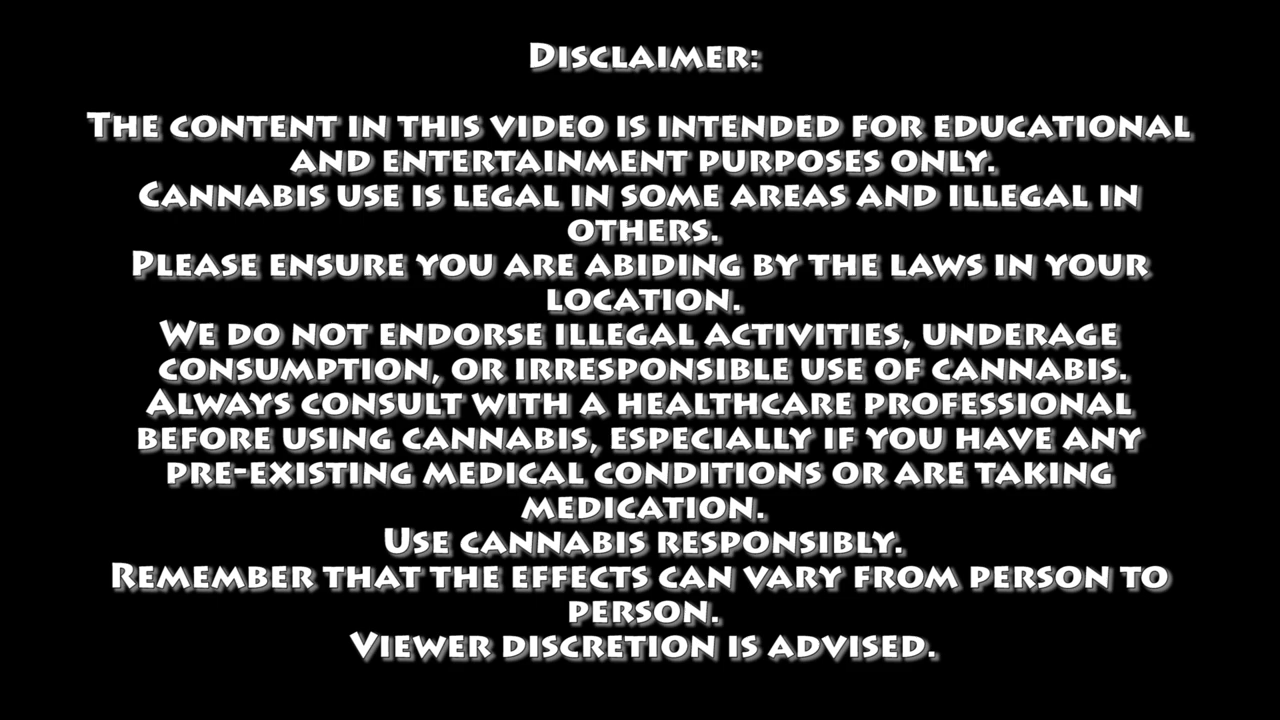 Disclaimer:
The content in this video is intended for educational
and entertainment purposes only.
Cannabis use is legal in some areas and illegal in
others.
Please ensure you are abiding by the laws in your
location.
We do not endorse illegal activities, underage
consumption, or irresponsible use of cannabis.
Always consult with a healthcare professional
before using cannabis, especially if you have any
pre-existing medical conditions or are taking
medication.
Use cannabis responsibly.
Remember that the effects can vary from person to
person.
Viewer discretion is advised.